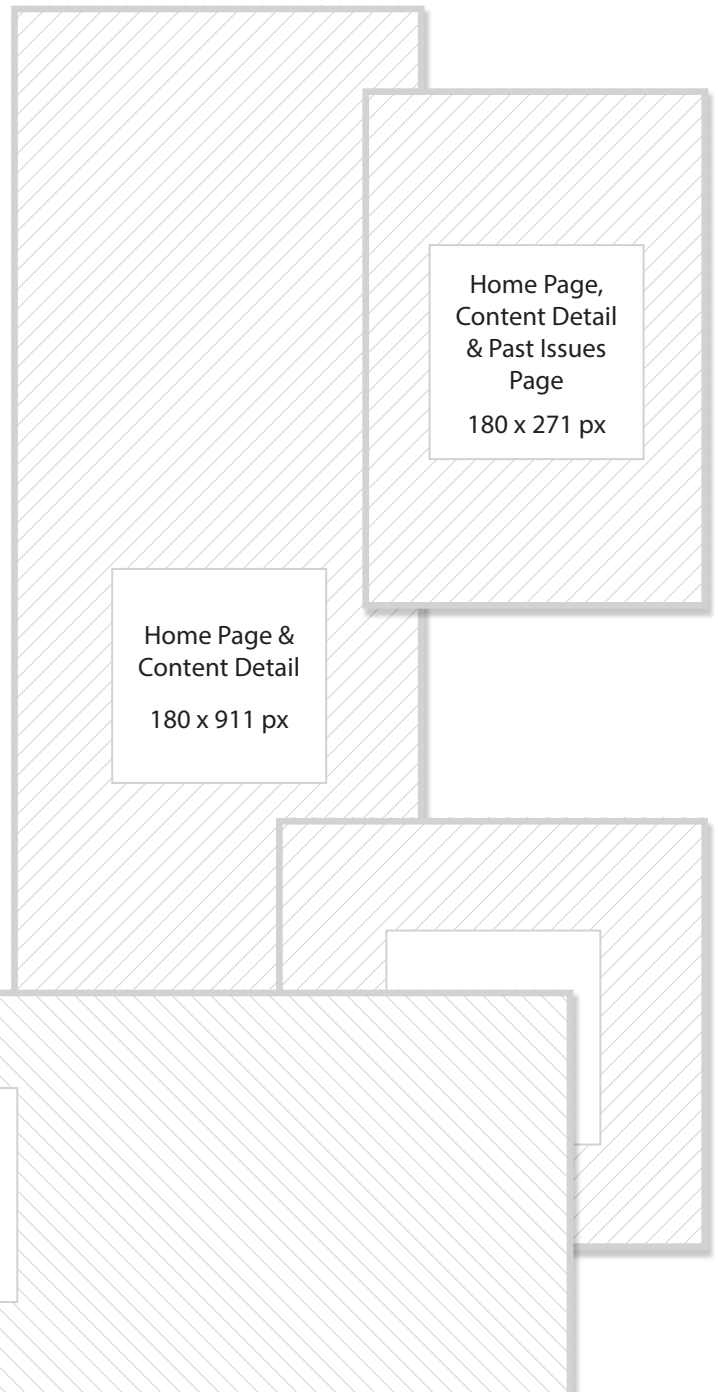 Home Page,
Content Detail
& Past Issues
Page
180 x 271 px
Home Page &
Content Detail
180 x 911 px